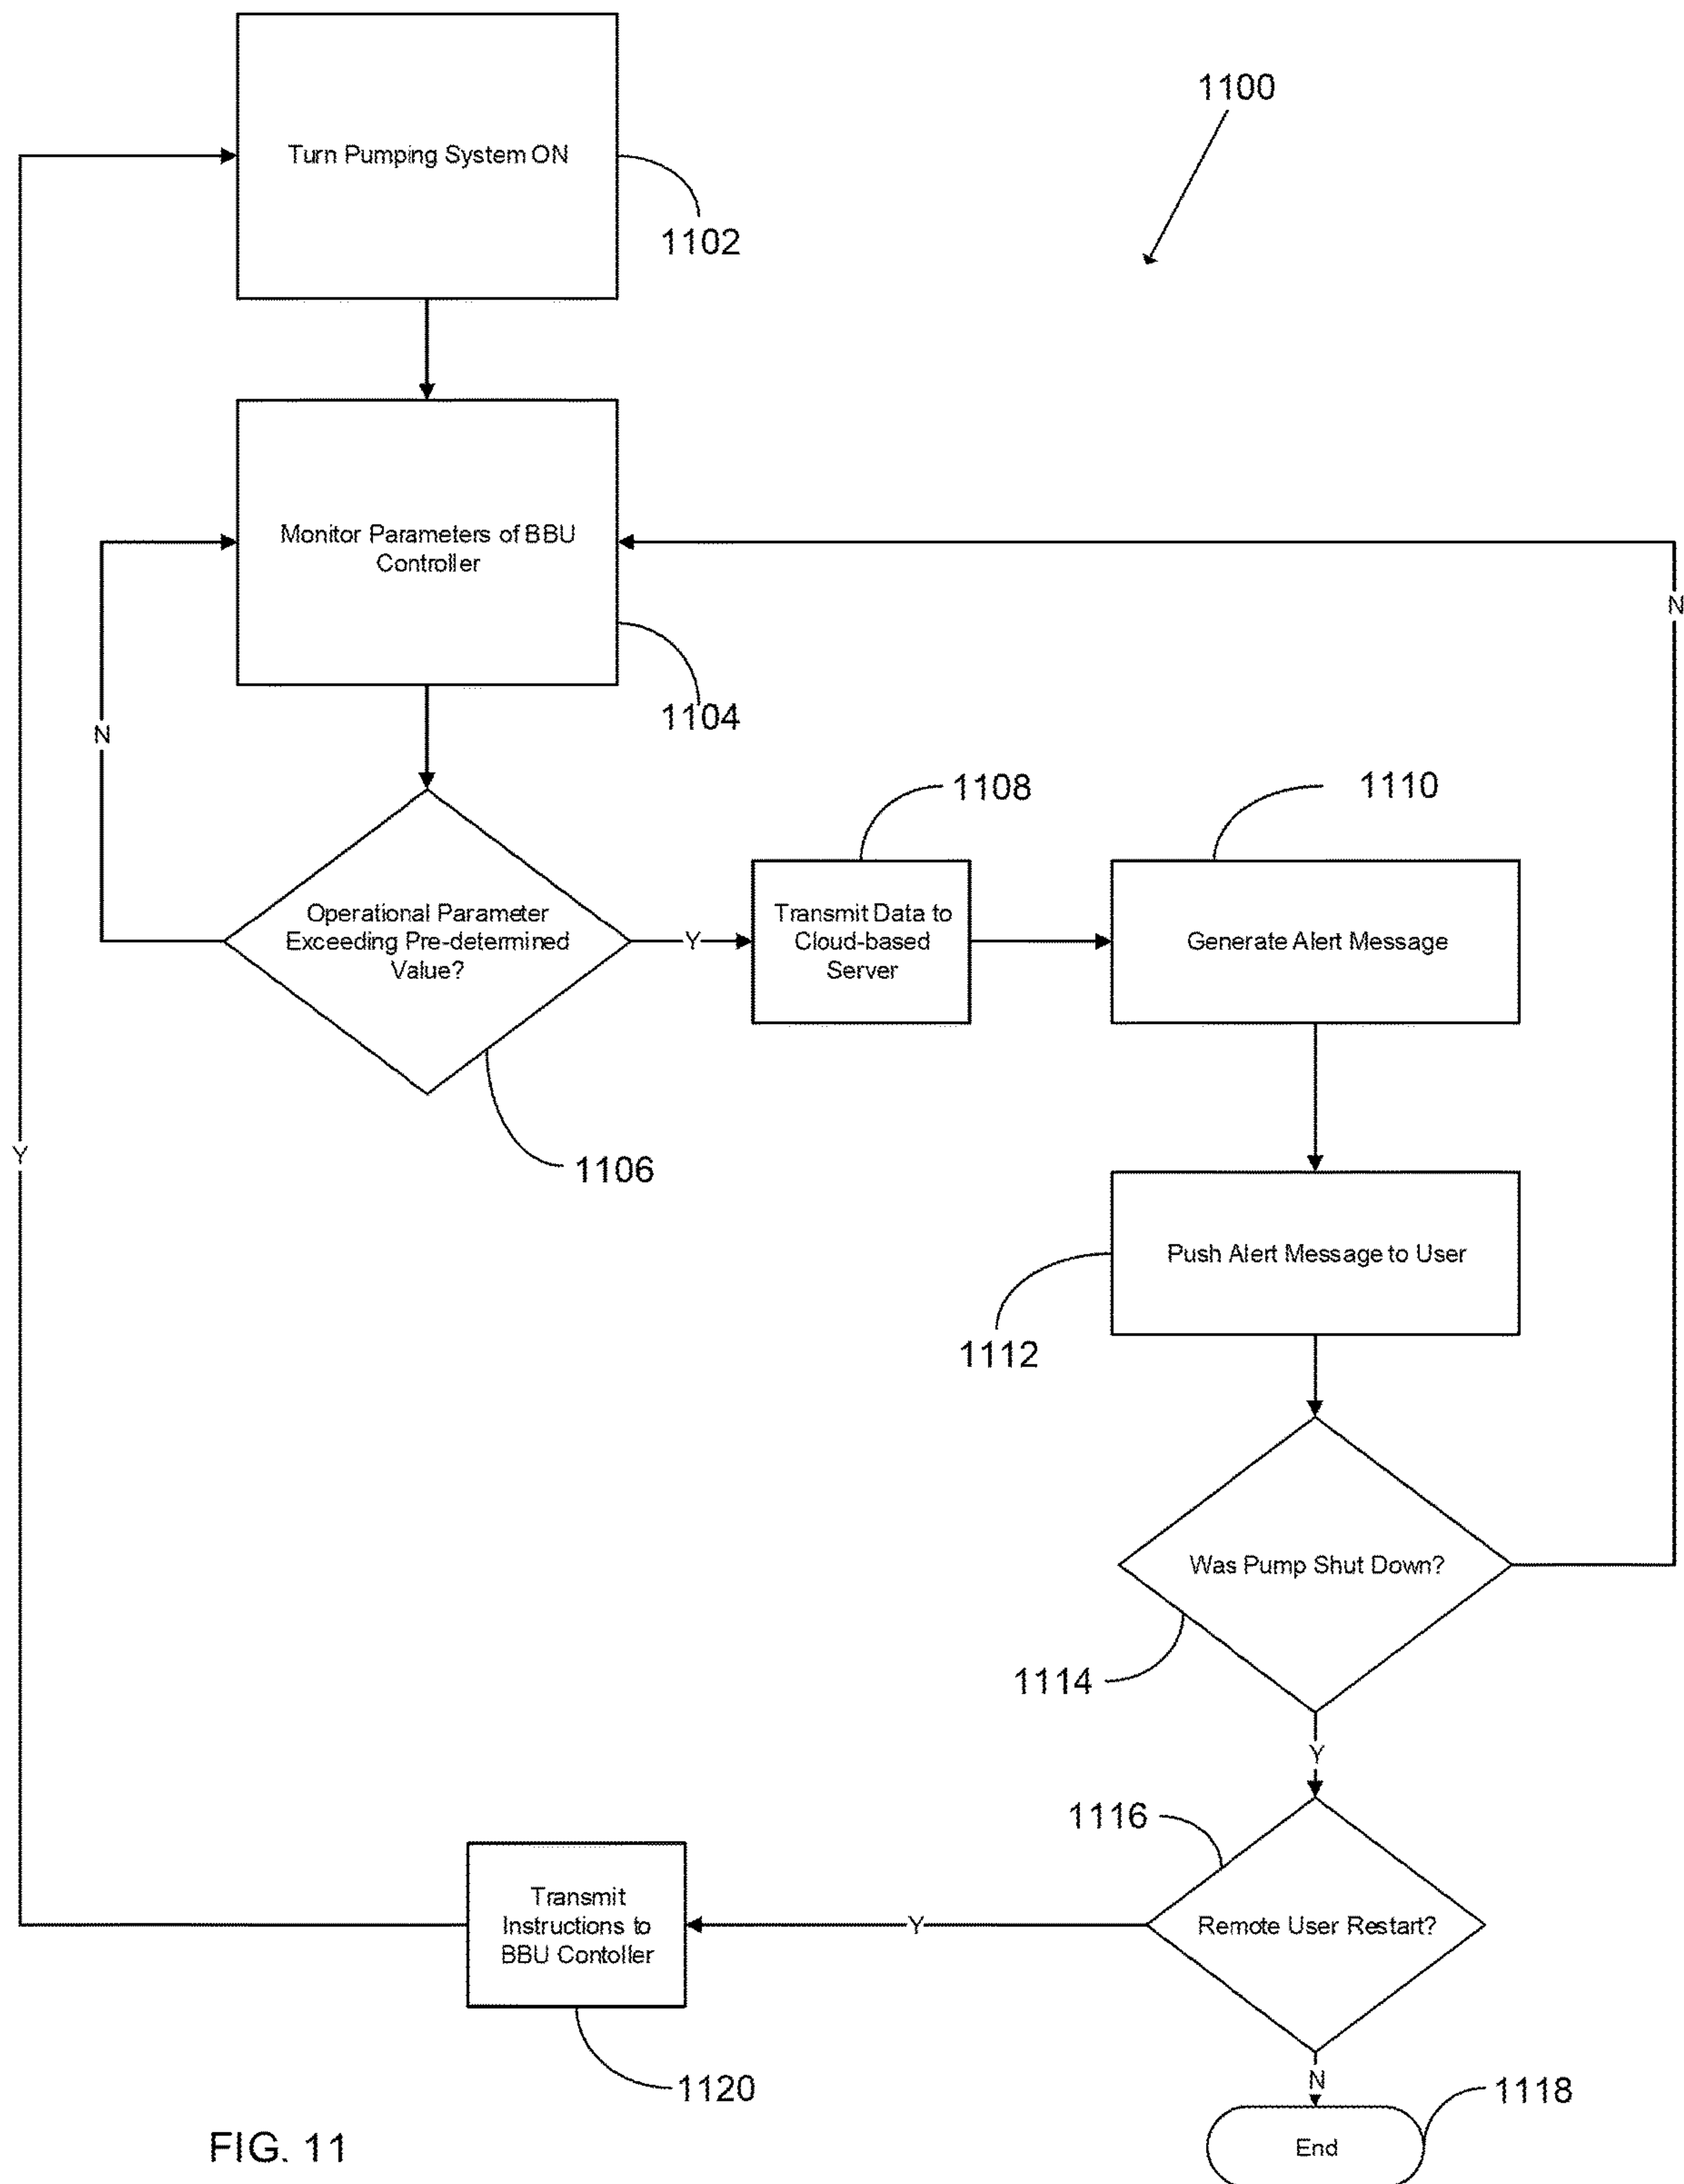 1100
Turn Pumping System ON
1102
Monitor Parameters of BBU
Controller
N
1104
N
1108
1110
Operational Parameter
Exceeding Pre-determined
Value?
Y
Transmit Data to
Cloud-based
Server
Generate Alert Message
Y
1106
Push Alert Message to User
1112
Was Pump Shut Down?
1114
Y
1116
Transmit
Instructions to
BBU Contoller
Y
Remote User Restart?
1120
N
1118
End
FIG. 11